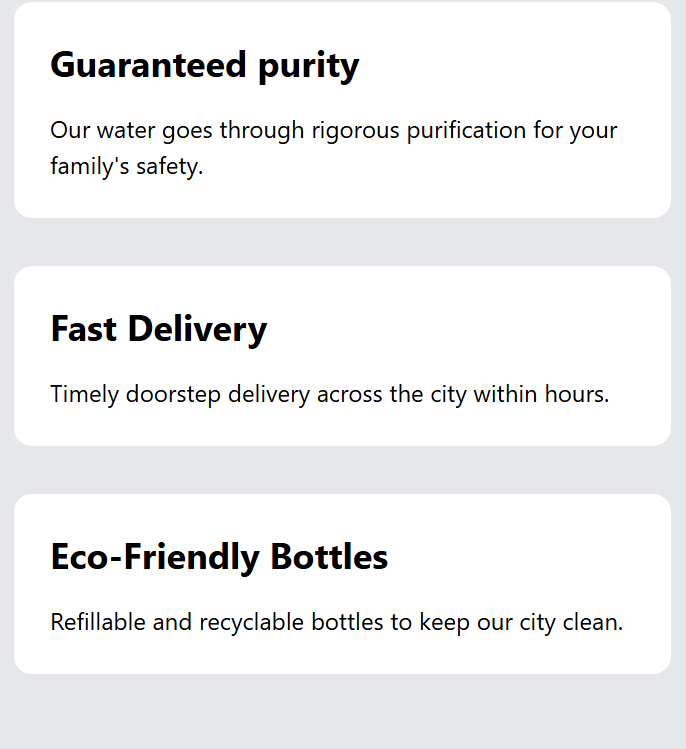 Guaranteed purity
Our water goes through rigorous purification for your
family's safety.
Fast Delivery
Timely doorstep delivery across the city within hours.
Eco-Friendly Bottles
Refillable and recyclable bottles to keep our city clean.